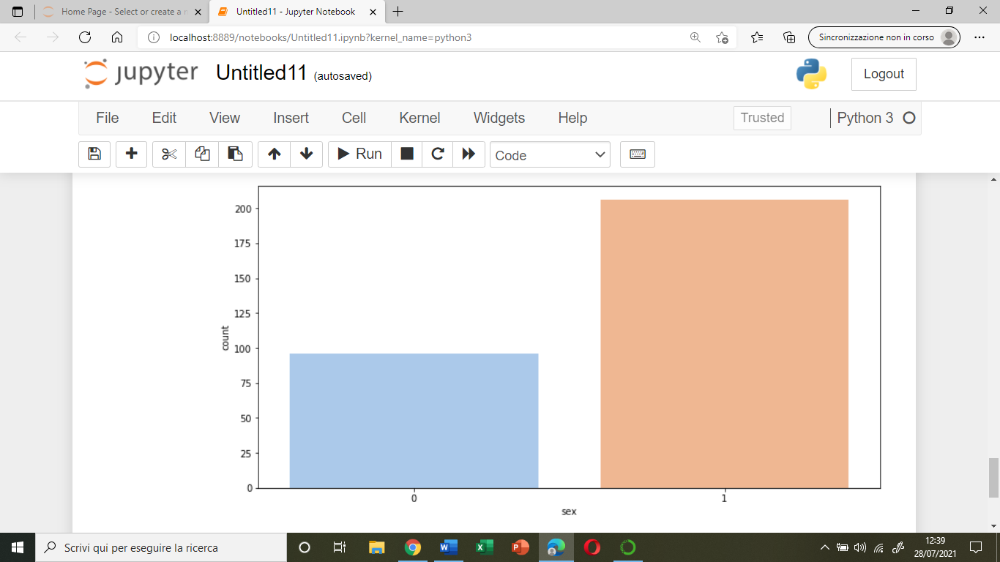 Home Page - Select or create a n
Untitled11 - Jupyter Notebook
localhost:8889/notebooks/Untitled11.ipynb?kernel_name=python3
Sincronizzazione non in corso
jupyter Untitled11 (autosaved)
Logout
File Edit View Insert Cell Kernel Widgets Help
Trusted
Python 3
Run
Code
200
175
150
125
100
75
50
25
0
count
0 1
sex
Scrivi qui per eseguire la ricerca
12:39
28/07/2021